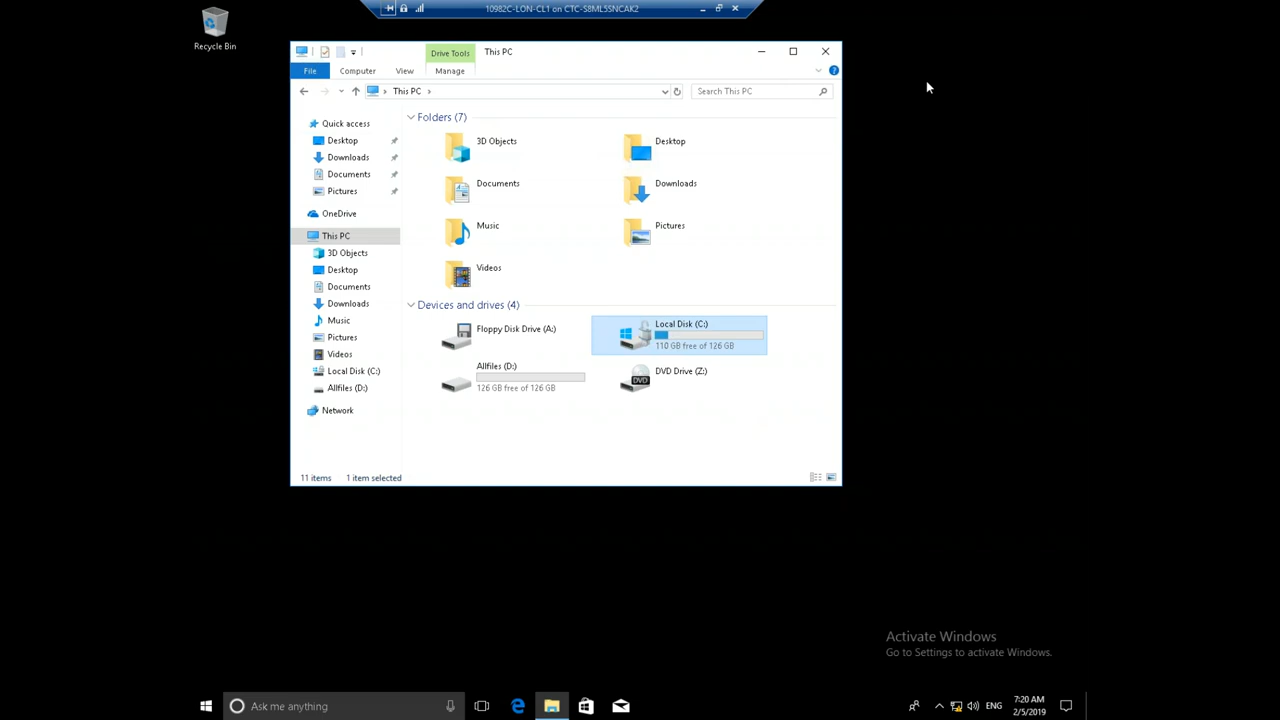 10982C-LON-CL1 on CTC-S8ML5SNCAK2
Recycle Bin
Drive Tools
This PC
File
Computer
View
Manage
This PC
Search This PC
Quick access
Desktop
Downloads
Documents
Pictures
OneDrive
This PC
3D Objects
Desktop
Documents
Downloads
Music
Pictures
Videos
Local Disk (C:)
Allfiles (D:)
Network
Folders (7)
3D Objects
Desktop
Documents
Downloads
Music
Pictures
Videos
Devices and drives (4)
Floppy Disk Drive (A:)
Local Disk (C:)
110 GB free of 126 GB
Allfiles (D:)
126 GB free of 126 GB
DVD Drive (Z:)
DVD
11 items
1 item selected
Activate Windows
Go to Settings to activate Windows.
Ask me anything
ENG
7:20 AM
2/5/2019